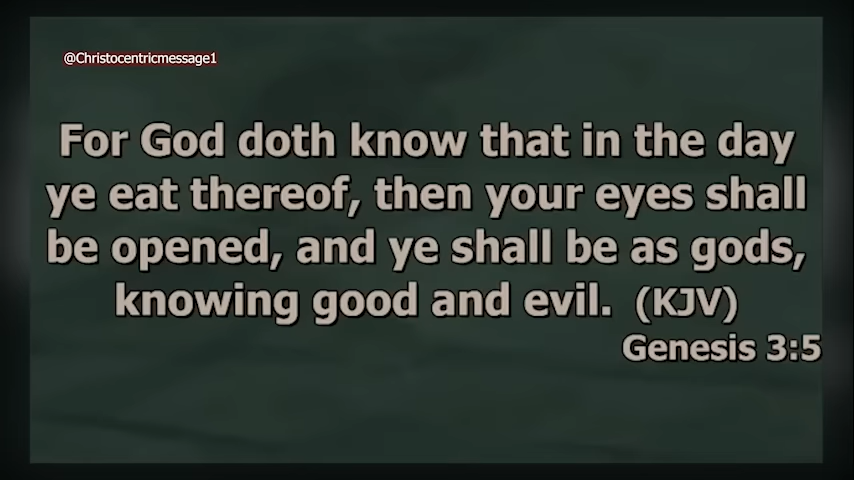 @Christocentricmessage1
For God doth know that in the day
ye eat thereof, then your eyes shall
be opened, and ye shall be as gods,
knowing good and evil. (KJV)
Genesis 3:5